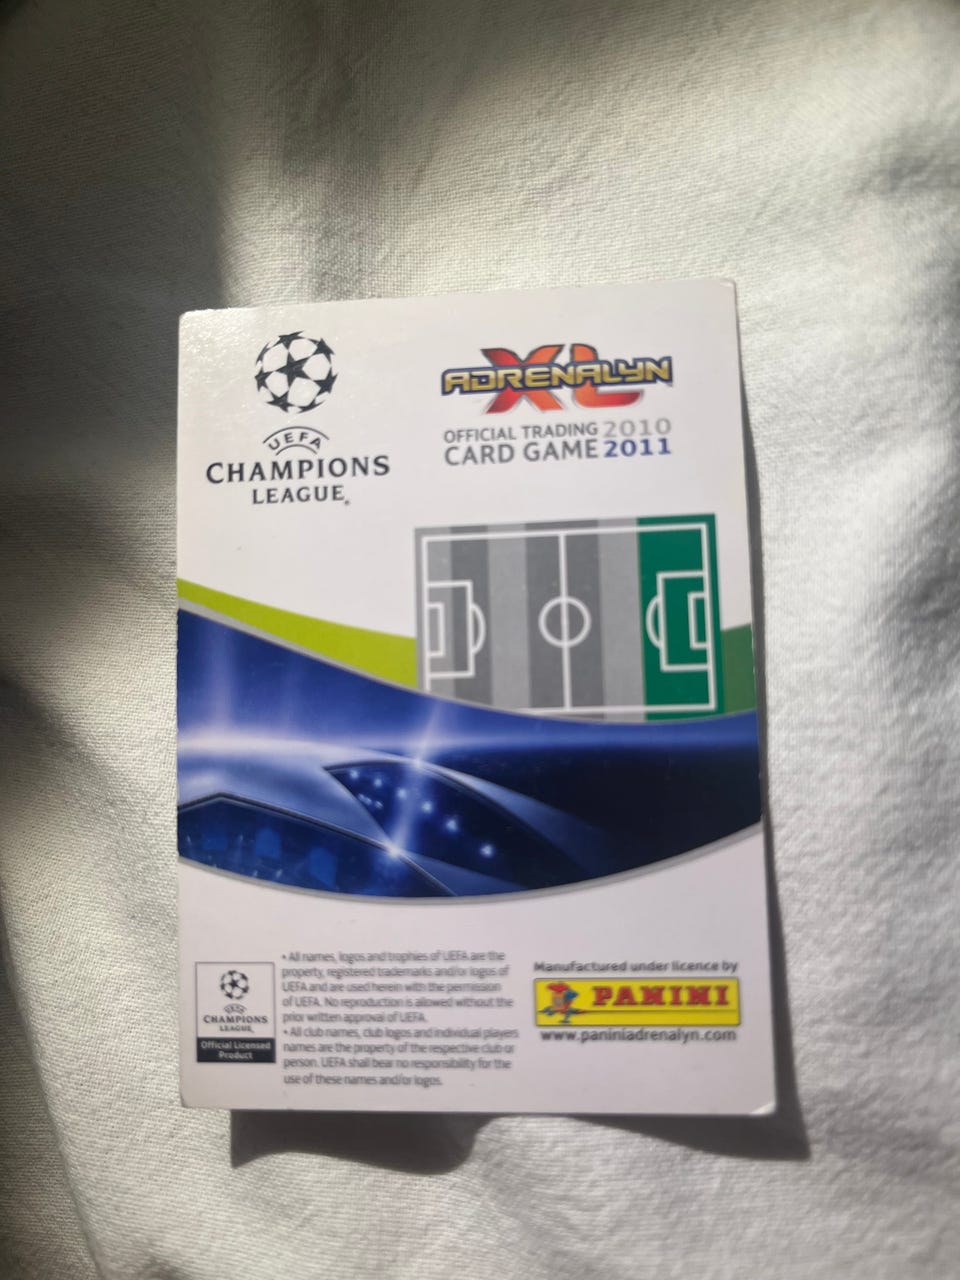 UEFA
CHAMPIONS
LEAGUE®
ADRENALYN
XL
OFFICIAL TRADING 2010
CARD GAME 2011
• All names, logos and trophies of UEFA are the
property, registered trademarks and/or logos of
UEFA and are used herein with the permission
of UEFA. No reproduction is allowed without the
prior written approval of UEFA.
• All club names, club logos and individual players
names are the property of the respective club or
person. UEFA shall bear no responsibility for the
use of these names and/or logos.
UEFA
CHAMPIONS
LEAGUE
Official Licensed
Product
Manufactured under licence by
PANINI
www.paniniadrenalyn.com